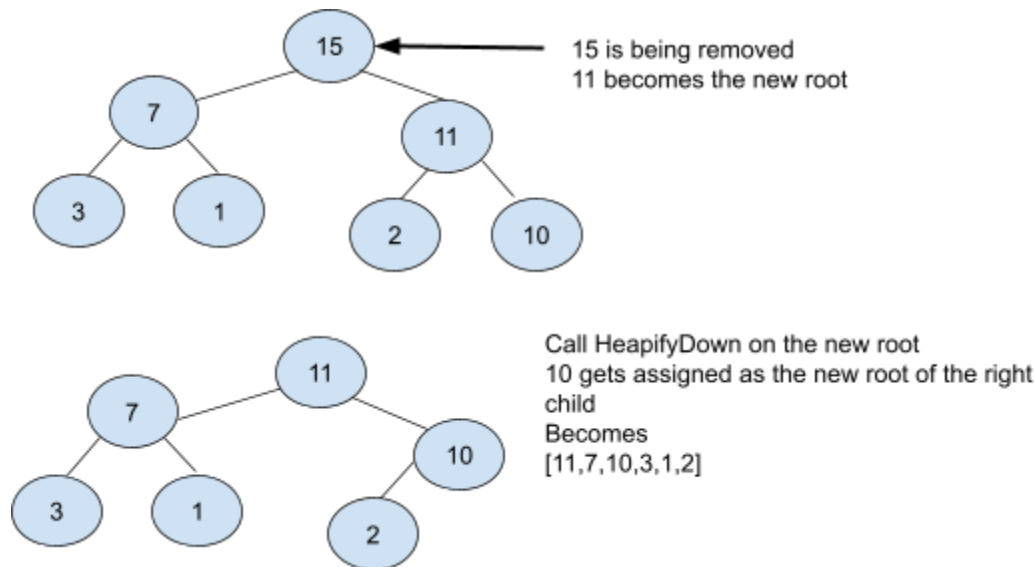 15
15 is being removed
11 becomes the new root
7
11
3
1
2
10
Call HeapifyDown on the new root
10 gets assigned as the new root of the right
child
Becomes
[11,7,10,3,1,2]
11
7
10
3
1
2